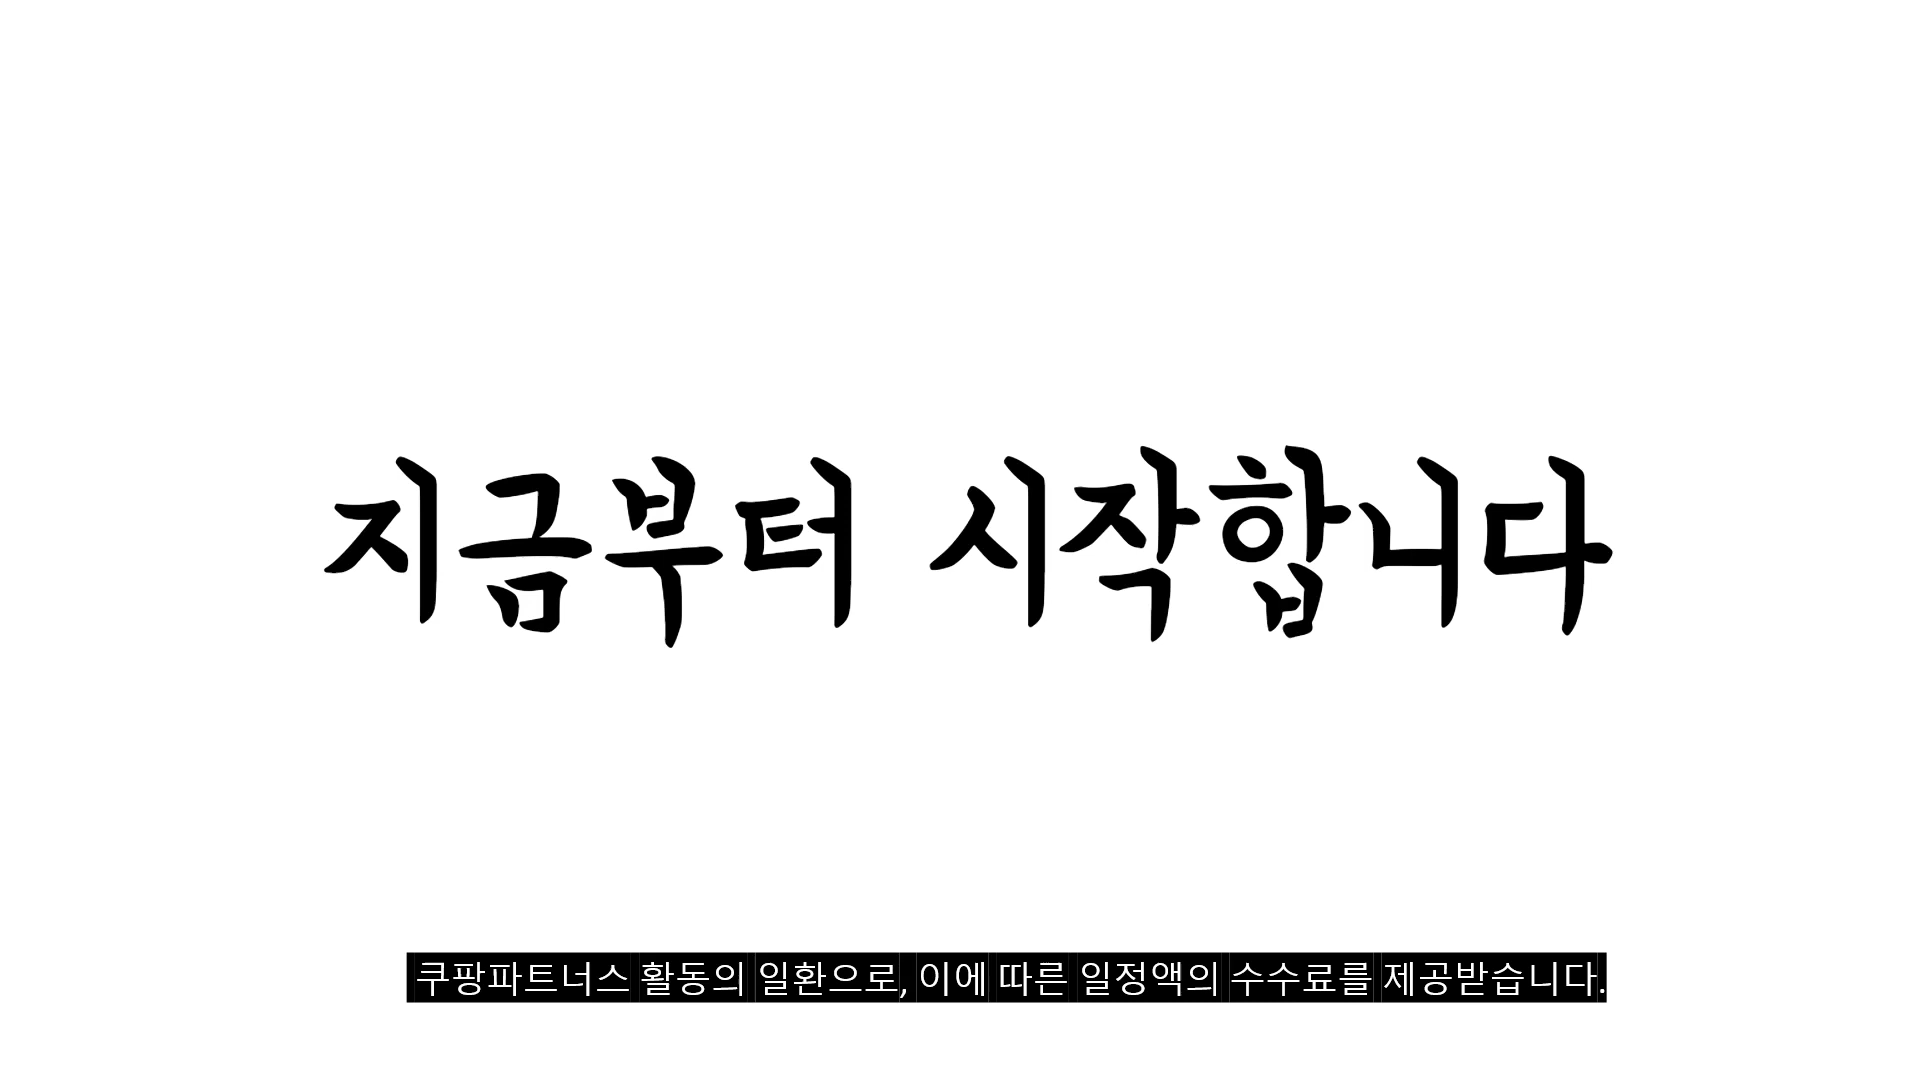 지금부터 시작합니다
쿠팡파트너스 활동의 일환으로, 이에 따른 일정액의 수수료를 제공받습니다.